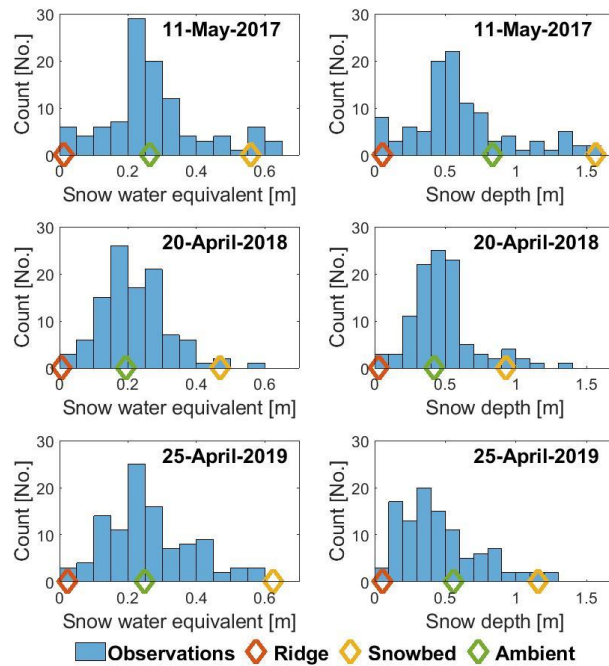 11-May-2017
Count [No.]
30
20
10
0
0 0.2 0.4 0.6
Snow water equivalent [m]
11-May-2017
Count [No.]
30
20
10
0
0 0.5 1 1.5
Snow depth [m]
20-April-2018
Count [No.]
30
20
10
0
0 0.2 0.4 0.6
Snow water equivalent [m]
20-April-2018
Count [No.]
30
20
10
0
0 0.5 1 1.5
Snow depth [m]
25-April-2019
Count [No.]
30
20
10
0
0 0.2 0.4 0.6
Snow water equivalent [m]
25-April-2019
Count [No.]
30
20
10
0
0 0.5 1 1.5
Snow depth [m]
Observations Ridge Snowbed Ambient